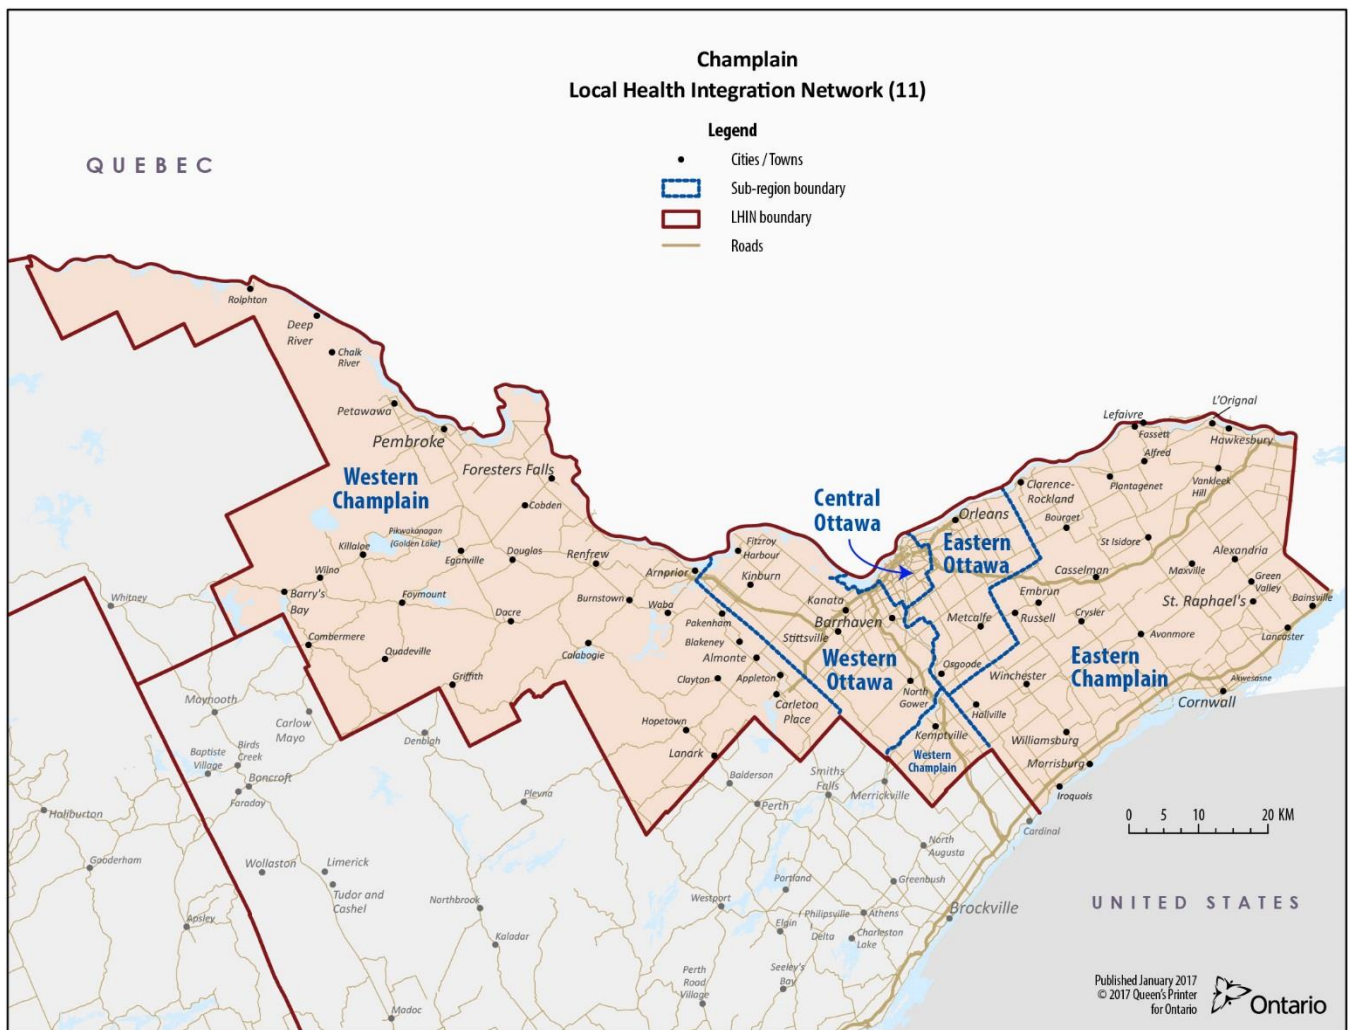 Champlain
Local Health Integration Network (11)
Legend
Cities / Towns
Sub-region boundary
LHIN boundary
Roads
QUEBEC
Rolphton
Deep
River
Chalk
River
Petawawa
Pembroke
Foresters Falls
Western
Champlain
Cobden
Pikwakanagan
(Golden Lake)
Killaloe
Eganville
Douglas
Renfrew
Wilno
Barry's
Bay
Foymount
Dacre
Burnstown
Arnprior
Waba
Combermere
Quadeville
Griffith
Calabogie
Pakenham
Blakeney
Almonte
Clayton
Appleton
Carleton
Place
Hopetown
Lanark
Fitzroy
Harbour
Kinburn
Kanata
Barrhaven
Stittsville
Western
Ottawa
North
Gower
Central
Ottawa
Orleans
Eastern
Ottawa
Metcalfe
Osgoode
Kemptville
Western
Champlain
L'Orignal
Lefaivre
Fassett
Hawkesbury
Alfred
Clarence-
Rockland
Plantagenet
Vankleek
Hill
Bourget
St Isidore
Alexandria
Casselman
Maxville
Green
Valley
Embrun
St. Raphael's
Bainsville
Russell
Crysler
Avonmore
Lancaster
Eastern
Champlain
Winchester
Akwesasne
Cornwall
Hallville
Williamsburg
Morrisburg
Iroquois
Cardinal
0 5 10 20 KM
Whitney
Maynooth
Carlow
Mayo
Baptiste
Village
Birds
Creek
Bancroft
Faraday
Denbigh
Plevna
Haliburton
Gooderham
Wollaston
Limerick
Tudor and
Cashel
Apsley
Northbrook
Kaladar
Madoc
Balderson
Perth
Smiths
Falls
Merrickville
North
Augusta
Greenbush
Portland
Westport
Philipsville
Athens
Elgin
Delta
Charleston
Lake
Brockville
Perth
Road
Village
Seeley's
Bay
UNITED STATES
Published January 2017
© 2017 Queen's Printer
for Ontario
Ontario